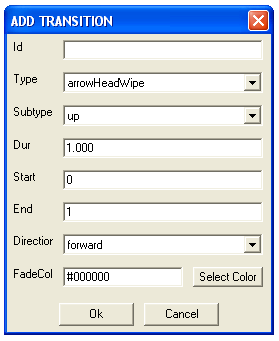 ADD TRANSITION
Id
Type arrowHeadWipe
Subtype up
Dur 1.000
Start 0
End 1
Directior forward
FadeCol #000000 Select Color
Ok Cancel